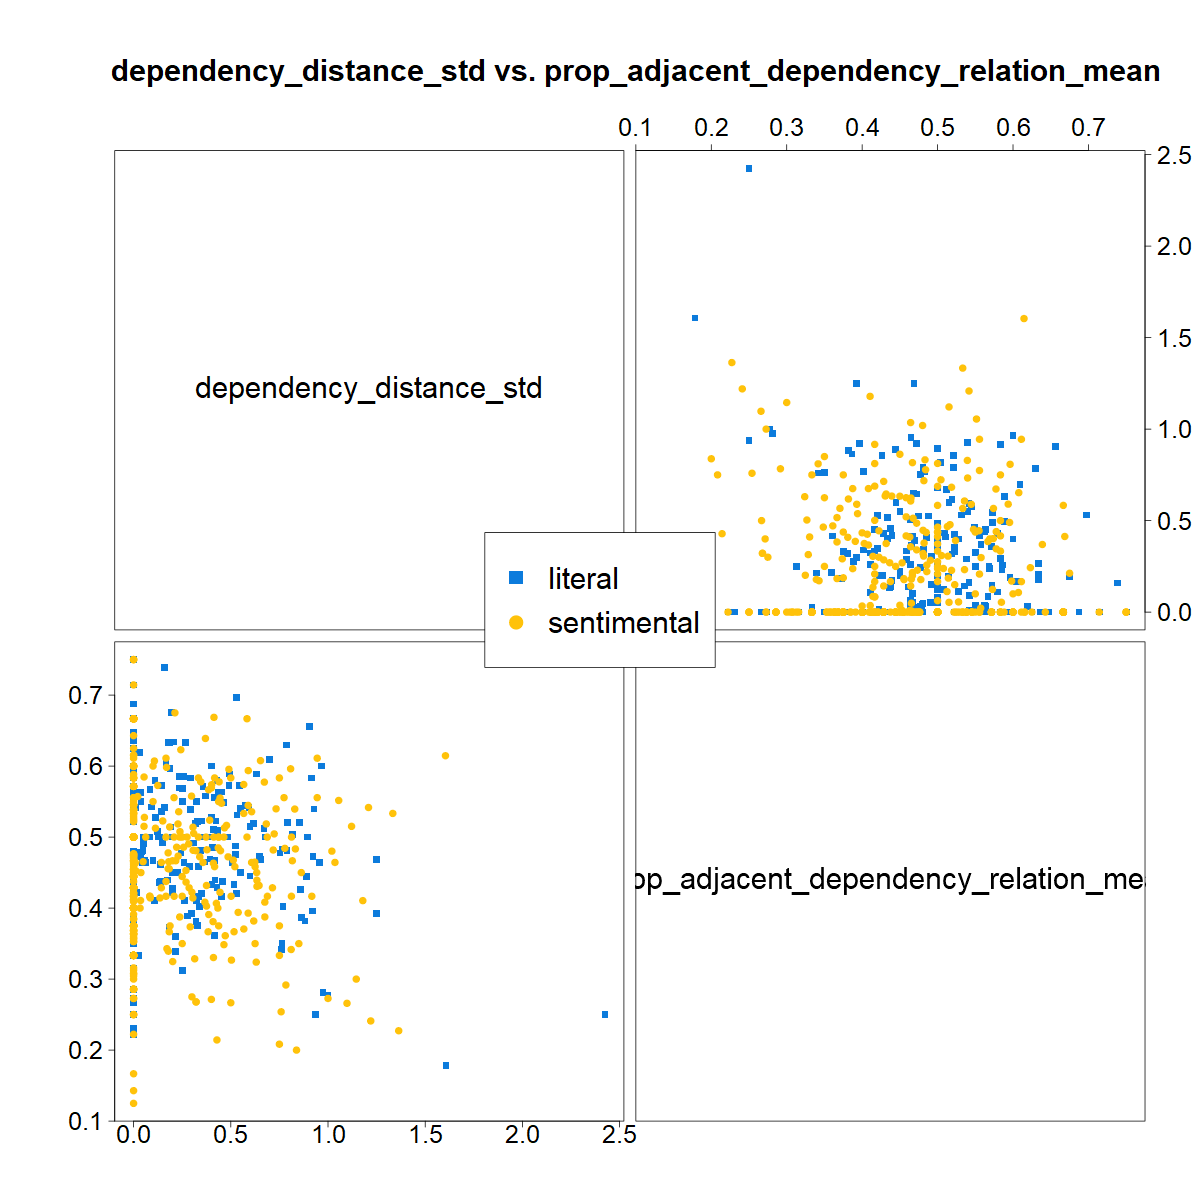 dependency_distance_std vs. prop_adjacent_dependency_relation_mean
0.1 0.2 0.3 0.4 0.5 0.6 0.7
2.5
2.0
1.5
1.0
0.5
0.0
dependency_distance_std
literal
sentimental
0.7
0.6
0.5
0.4
0.3
0.2
0.1
op_adjacent_dependency_relation_me
0.0 0.5 1.0 1.5 2.0 2.5